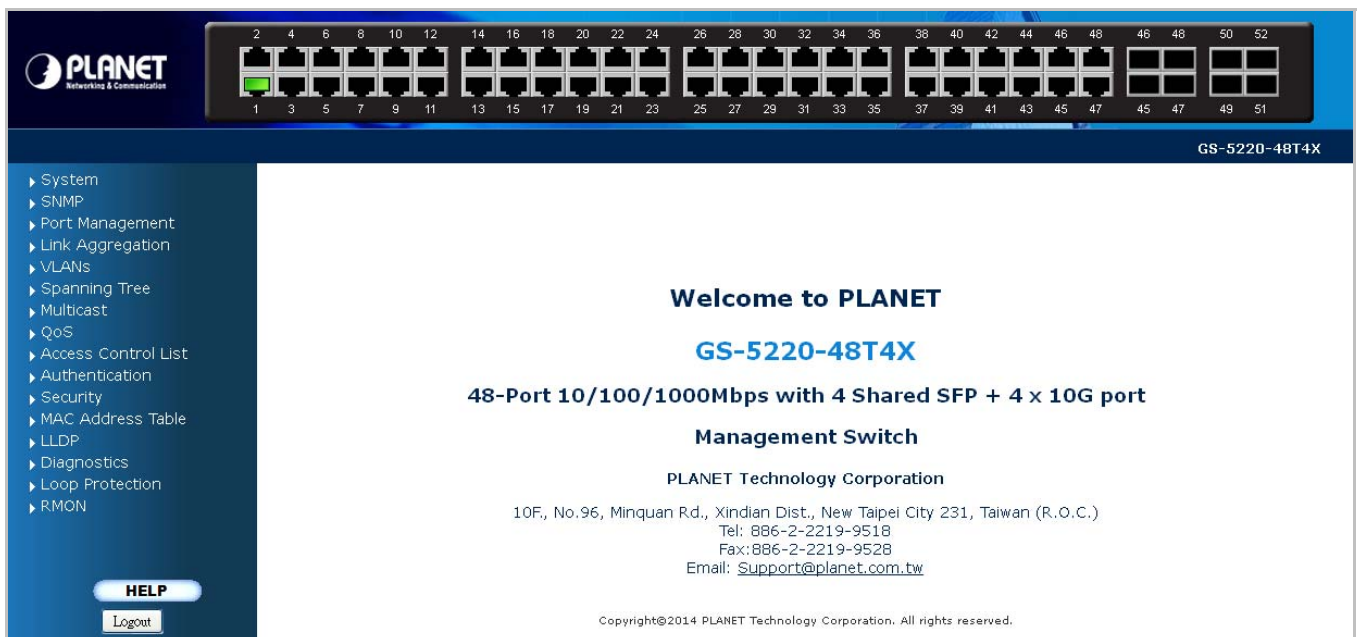 PLANET
Networking & Communication
2 4 6 8 10 12 14 16 18 20 22 24 26 28 30 32 34 36 38 40 42 44 46 48 46 48 50 52
1 3 5 7 9 11 13 15 17 19 21 23 25 27 29 31 33 35 37 39 41 43 45 47 45 47 49 51
GS-5220-48T4X
System
SNMP
Port Management
Link Aggregation
VLANs
Spanning Tree
Multicast
QoS
Access Control List
Authentication
Security
MAC Address Table
LLDP
Diagnostics
Loop Protection
RMON
HELP
Logout
Welcome to PLANET
GS-5220-48T4X
48-Port 10/100/1000Mbps with 4 Shared SFP + 4 x 10G port
Management Switch
PLANET Technology Corporation
10F., No.96, Minquan Rd., Xindian Dist., New Taipei City 231, Taiwan (R.O.C.)
Tel: 886-2-2219-9518
Fax:886-2-2219-9528
Email: Support@planet.com.tw
Copyright©2014 PLANET Technology Corporation. All rights reserved.